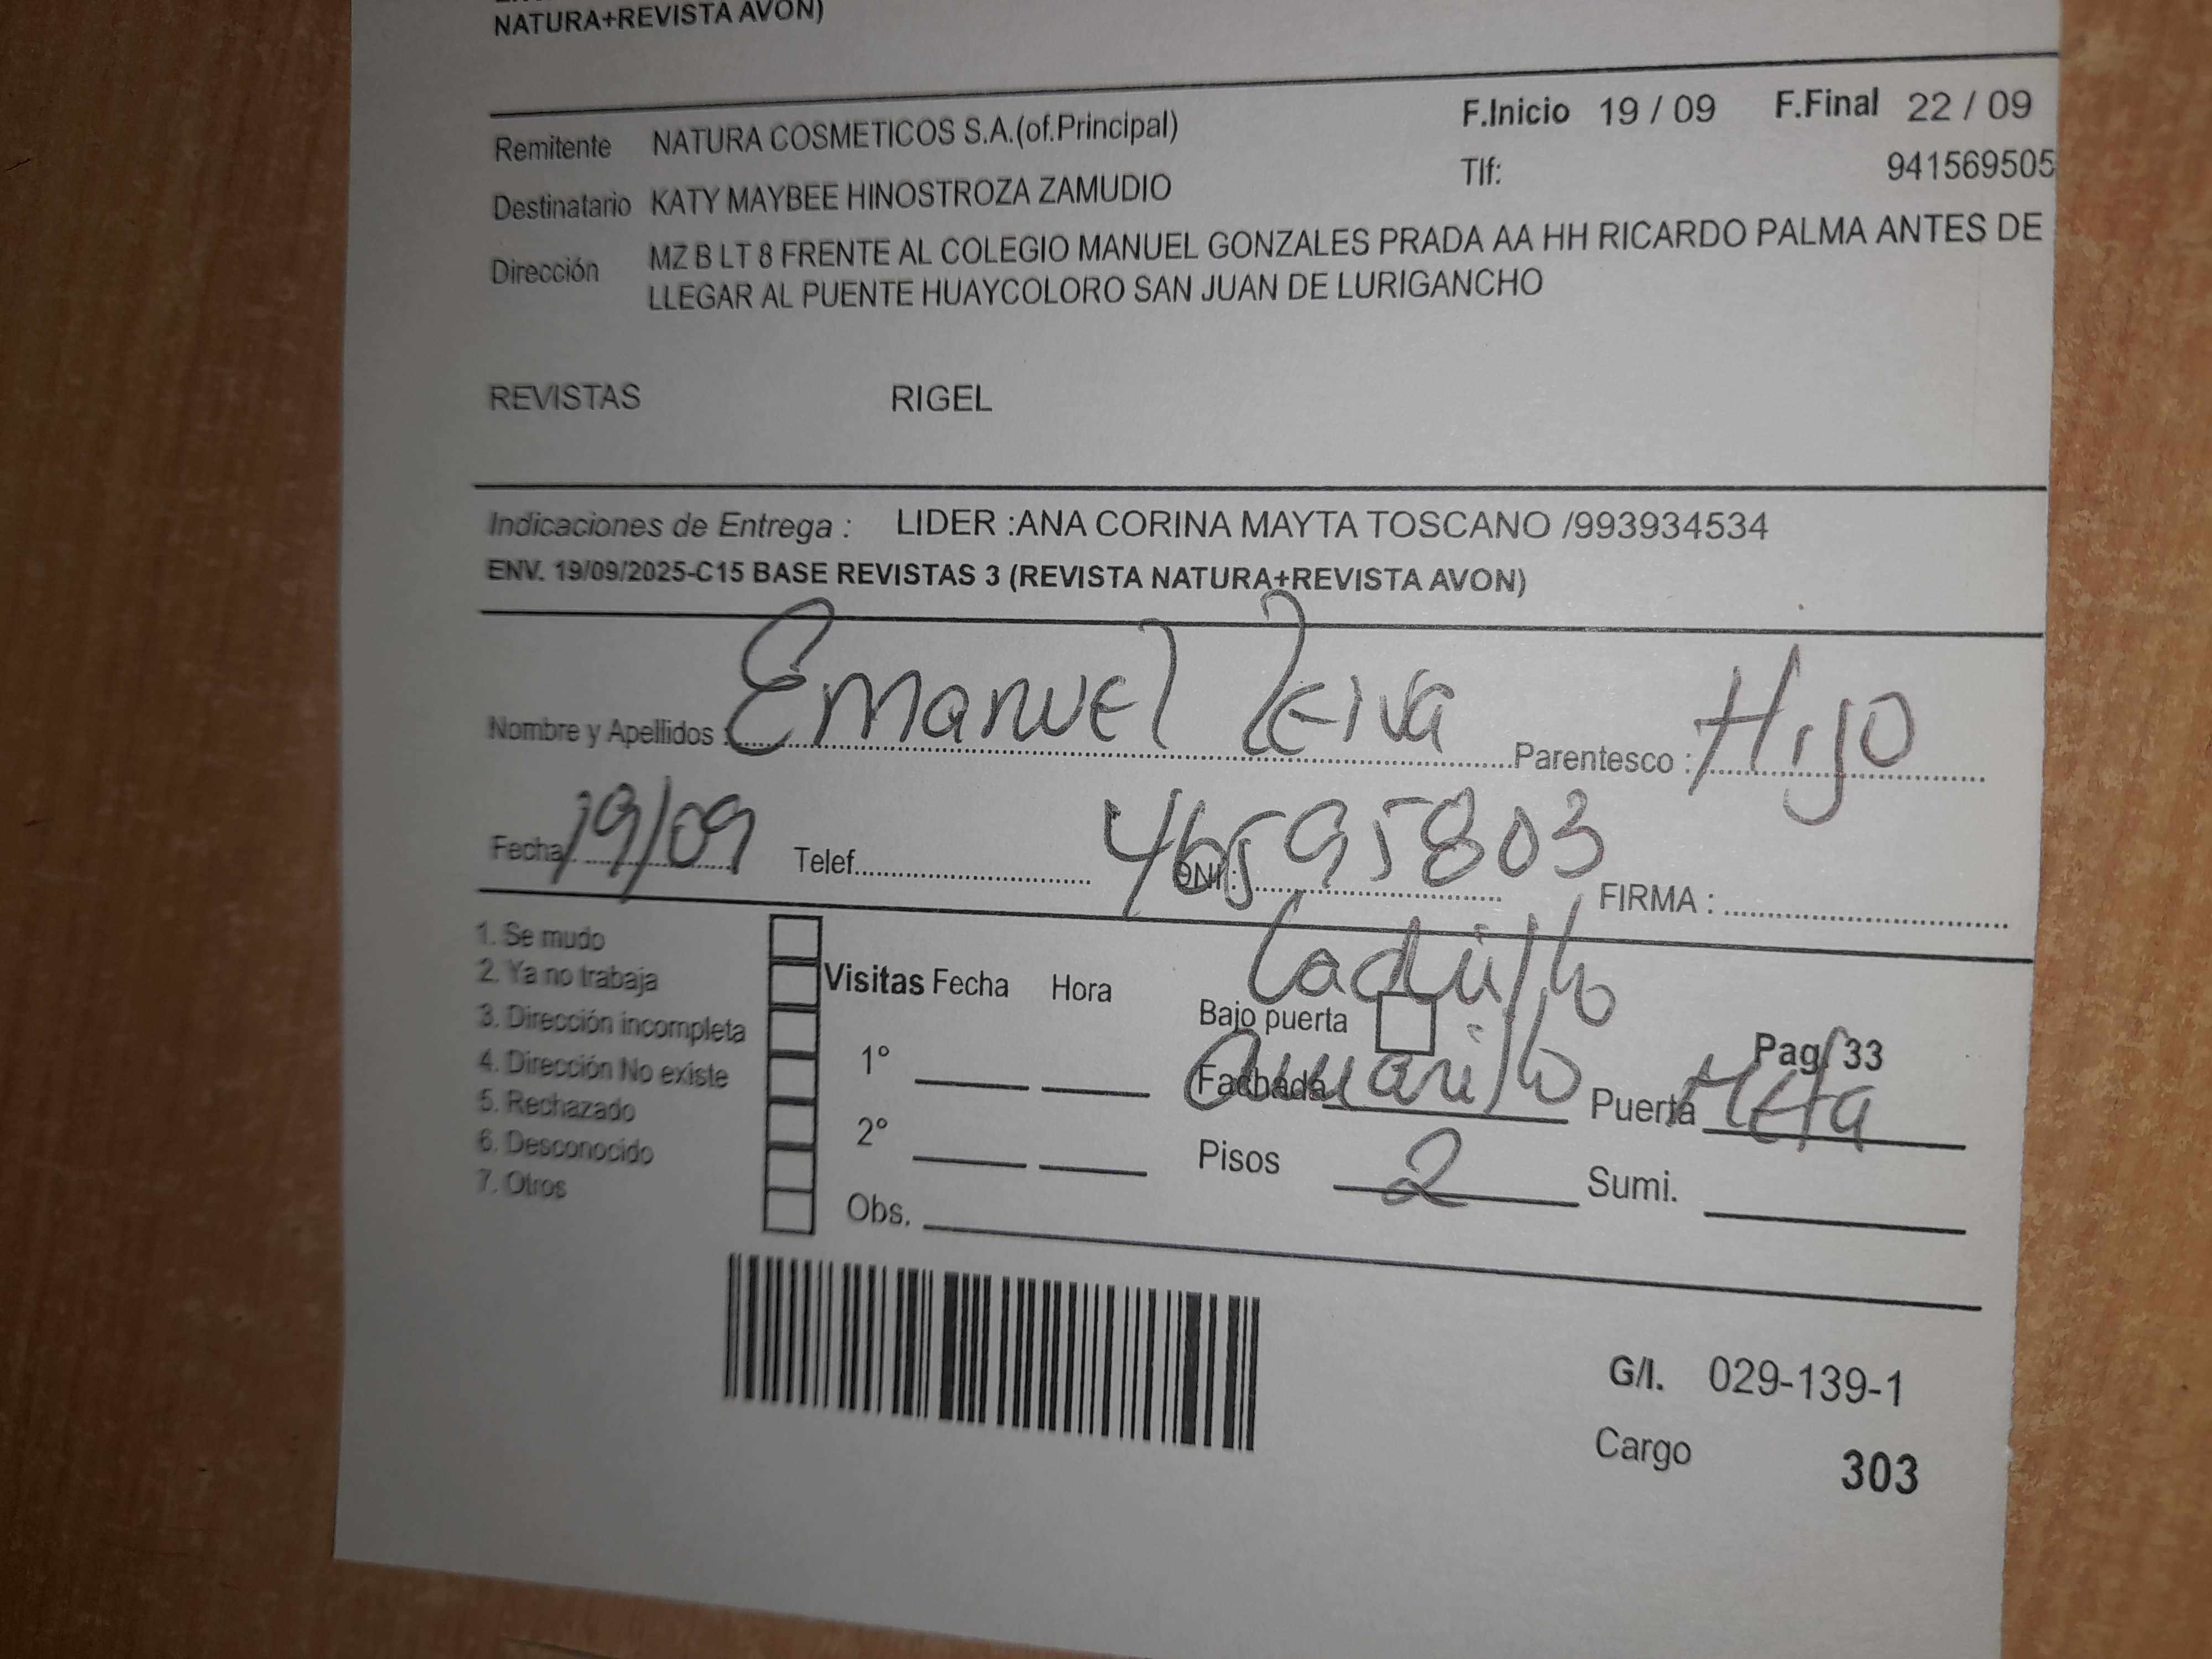 NATURA+REVISTA AVON)
Remitente NATURA COSMETICOS S.A.(of.Principal) F.Inicio 19 / 09 F.Final 22 / 09
Destinatario KATY MAYBEE HINOSTROZA ZAMUDIO Tlf: 941569505
Dirección MZ B LT 8 FRENTE AL COLEGIO MANUEL GONZALES PRADA AA HH RICARDO PALMA ANTES DE
LLEGAR AL PUENTE HUAYCOLORO SAN JUAN DE LURIGANCHO
REVISTAS RIGEL
Indicaciones de Entrega : LIDER :ANA CORINA MAYTA TOSCANO /993934534
ENV. 19/09/2025-C15 BASE REVISTAS 3 (REVISTA NATURA+REVISTA AVON)
Nombre y Apellidos : Emanuel Leiva Parentesco : Hijo
Fecha 19/09 Telef. DNI: 46595803 FIRMA :
1. Se mudo
2. Ya no trabaja
3. Dirección incompleta
4. Dirección No existe
5. Rechazado
6. Desconocido
7. Otros
Visitas Fecha Hora
1°
2°
Obs.
Ladrillo
Bajo puerta
Pag/ 33
Fachada Amarillo Puerta
Pisos 2 Sumi.
G/I. 029-139-1
Cargo 303